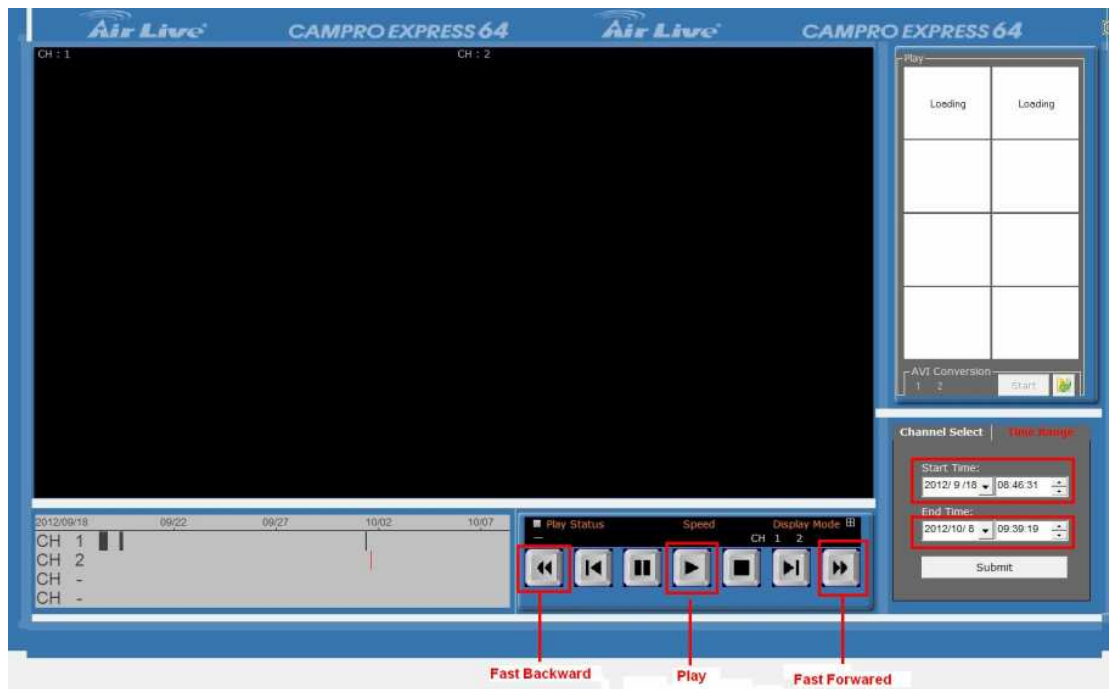 Air Live CAMPRO EXPRESS 64 Air Live CAMPRO EXPRESS 64
CH : 1 CH : 2
Play
Loading Loading
AVI Conversion
1 2 Start
Channel Select Time Range
Start Time:
2012/ 9 /18 08:46:31
End Time:
2012/10/ 8 09:39:19
Submit
2012/09/18 09/22 09/27 10/02 10/07
CH 1
CH 2
CH -
CH -
Play Status Speed Display Mode
CH 1 2
Fast Backward Play Fast Forwared